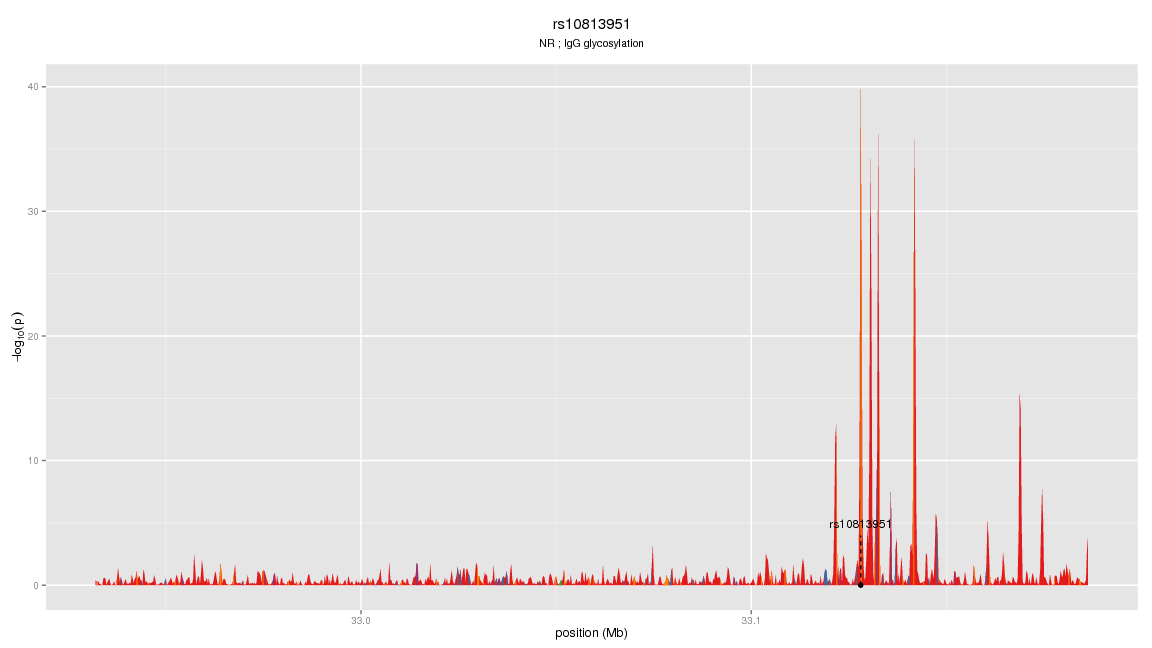 rs10813951
NR ; IgG glycosylation
40
30
20
10
0
−log10(p)
rs10813951
33.0
33.1
position (Mb)